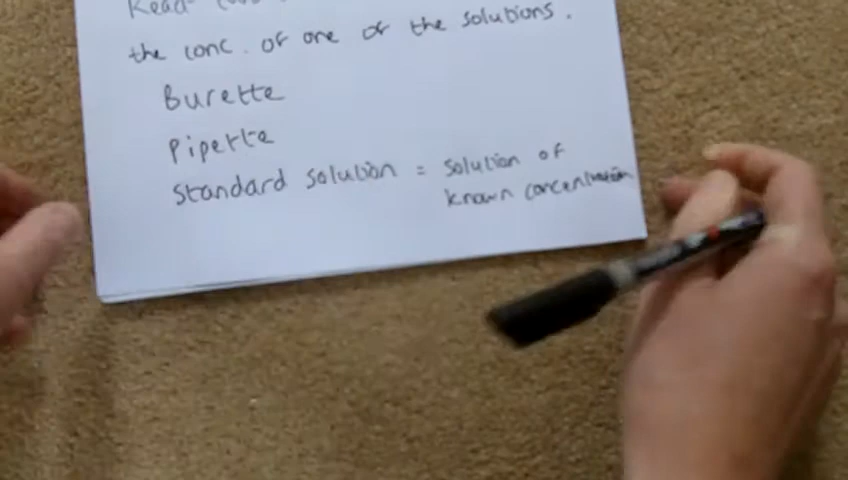 the conc. of one of the solutions.
Burette
Pipette
Standard solution = solution of
known concentration